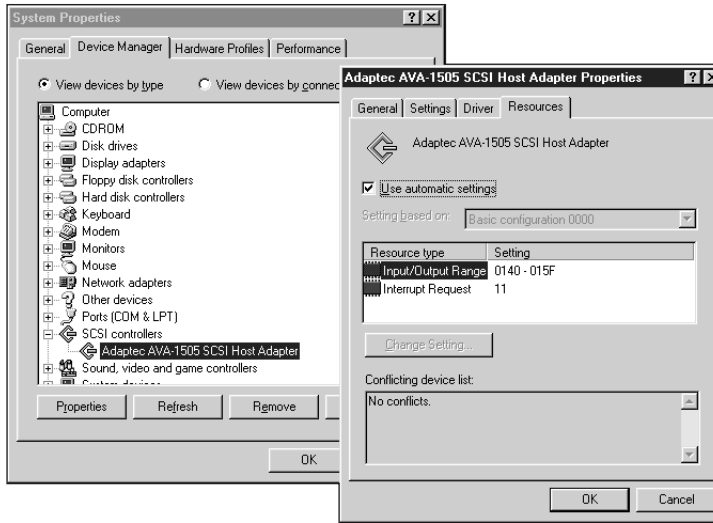 System Properties
General Device Manager Hardware Profiles Performance
View devices by type View devices by connec
Computer
CDROM
Disk drives
Display adapters
Floppy disk controllers
Hard disk controllers
Keyboard
Modem
Monitors
Mouse
Network adapters
Other devices
Ports (COM & LPT)
SCSI controllers
Adaptec AVA-1505 SCSI Host Adapter
Sound, video and game controllers
System devices
Properties Refresh Remove
OK
Adaptec AVA-1505 SCSI Host Adapter Properties
General Settings Driver Resources
Adaptec AVA-1505 SCSI Host Adapter
Use automatic settings
Setting based on: Basic configuration 0000
Resource type Setting
Input/Output Range 0140 - 015F
Interrupt Request 11
Change Setting...
Conflicting device list:
No conflicts.
OK Cancel